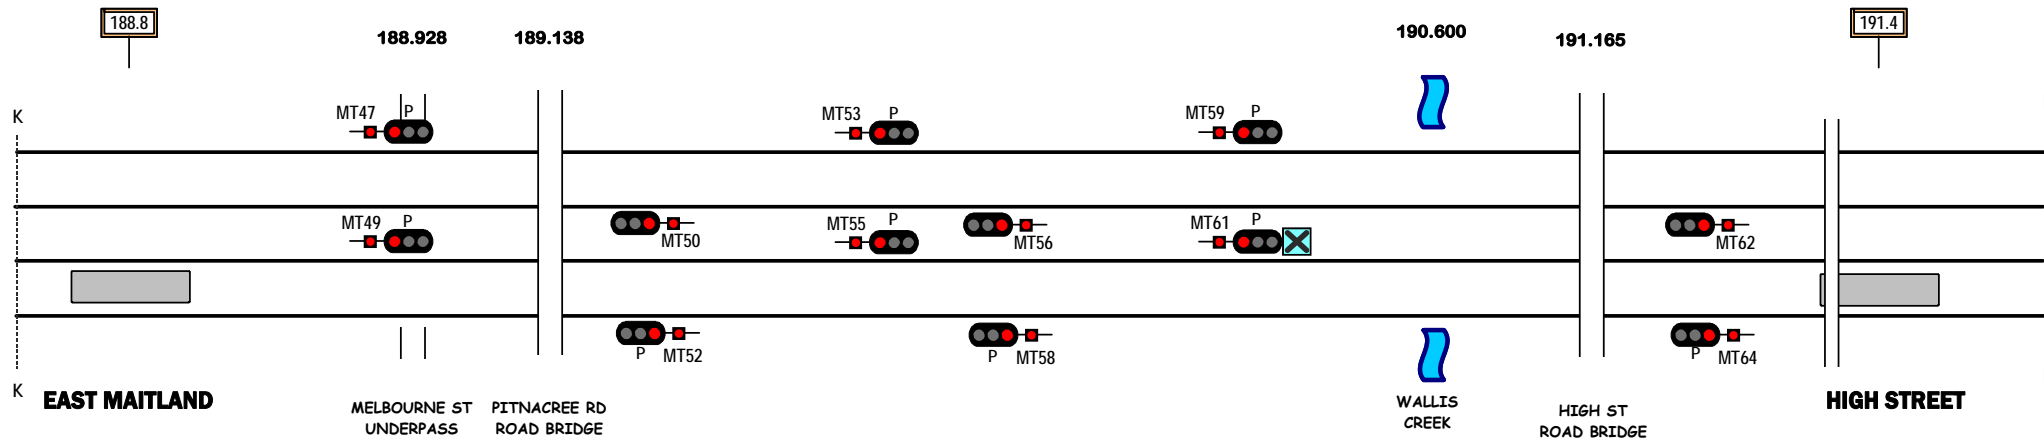 188.8
188.928
189.138
190.600
191.165
191.4
K
MT47
P
MT53
P
MT59
P
MT49
P
MT50
MT55
P
MT56
MT61
P
MT62
P
MT52
P
MT58
P
MT64
K
EAST MAITLAND
MELBOURNE ST
UNDERPASS
PITNACREE RD
ROAD BRIDGE
WALLIS
CREEK
HIGH ST
ROAD BRIDGE
HIGH STREET